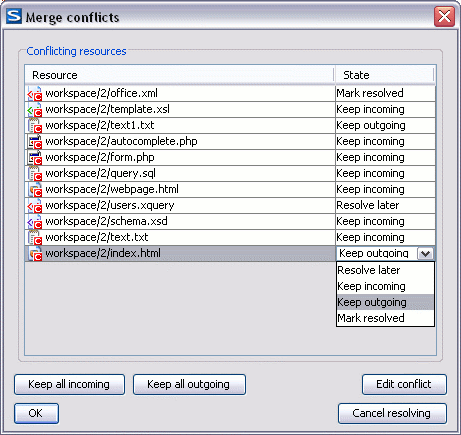 Merge conflicts
Conflicting resources
Resource State
workspace/2/office.xml Mark resolved
workspace/2/template.xsl Keep incoming
workspace/2/text1.txt Keep outgoing
workspace/2/autocomplete.php Keep incoming
workspace/2/form.php Keep incoming
workspace/2/query.sql Keep incoming
workspace/2/webpage.html Keep incoming
workspace/2/users.xquery Resolve later
workspace/2/schema.xsd Keep incoming
workspace/2/text.txt Keep incoming
workspace/2/index.html Keep outgoing
Resolve later
Keep incoming
Keep outgoing
Mark resolved
Keep all incoming Keep all outgoing Edit conflict
OK Cancel resolving